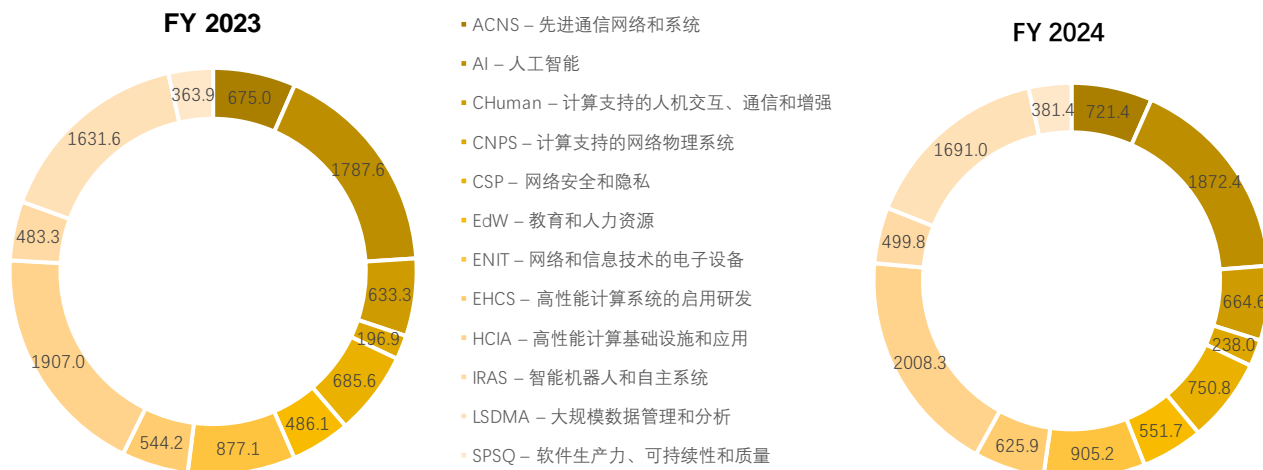 FY 2023
363.9
675.0
1631.6
1787.6
483.3
633.3
196.9
1907.0
685.6
486.1
544.2
877.1
ACNS – 先进通信网络和系统
AI – 人工智能
CHuman – 计算支持的人机交互、通信和增强
CNPS – 计算支持的网络物理系统
CSP – 网络安全和隐私
EdW – 教育和人力资源
ENIT – 网络和信息技术的电子设备
EHCS – 高性能计算系统的启用研发
HCIA – 高性能计算基础设施和应用
IRAS – 智能机器人和自主系统
LSDMA – 大规模数据管理和分析
SPSQ – 软件生产力、可持续性和质量
FY 2024
381.4
721.4
1691.0
1872.4
499.8
664.6
238.0
2008.3
750.8
551.7
625.9
905.2